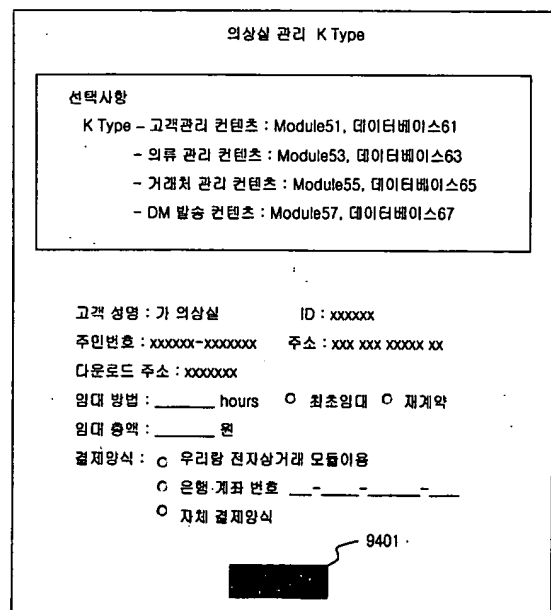 의상실 관리 K Type
선택사항
K Type – 고객관리 컨텐츠 : Module51, 데이터베이스61
– 의류 관리 컨텐츠 : Module53, 데이터베이스63
– 거래처 관리 컨텐츠 : Module55, 데이터베이스65
– DM 발송 컨텐츠 : Module57, 데이터베이스67
고객 성명 : 가 의상실 ID : xxxxxx
주민번호 : xxxxxx-xxxxxxx 주소 : xxx xxx xxxxx xx
다운로드 주소 : xxxxxxx
임대 방법 : ______ hours ○ 최초임대 ○ 재계약
임대 총액 : ______ 원
결제양식 : ○ 우리랑 전자상거래 모듈이용
○ 은행 계좌 번호 __-____-_____-___
○ 자체 결제양식
9401